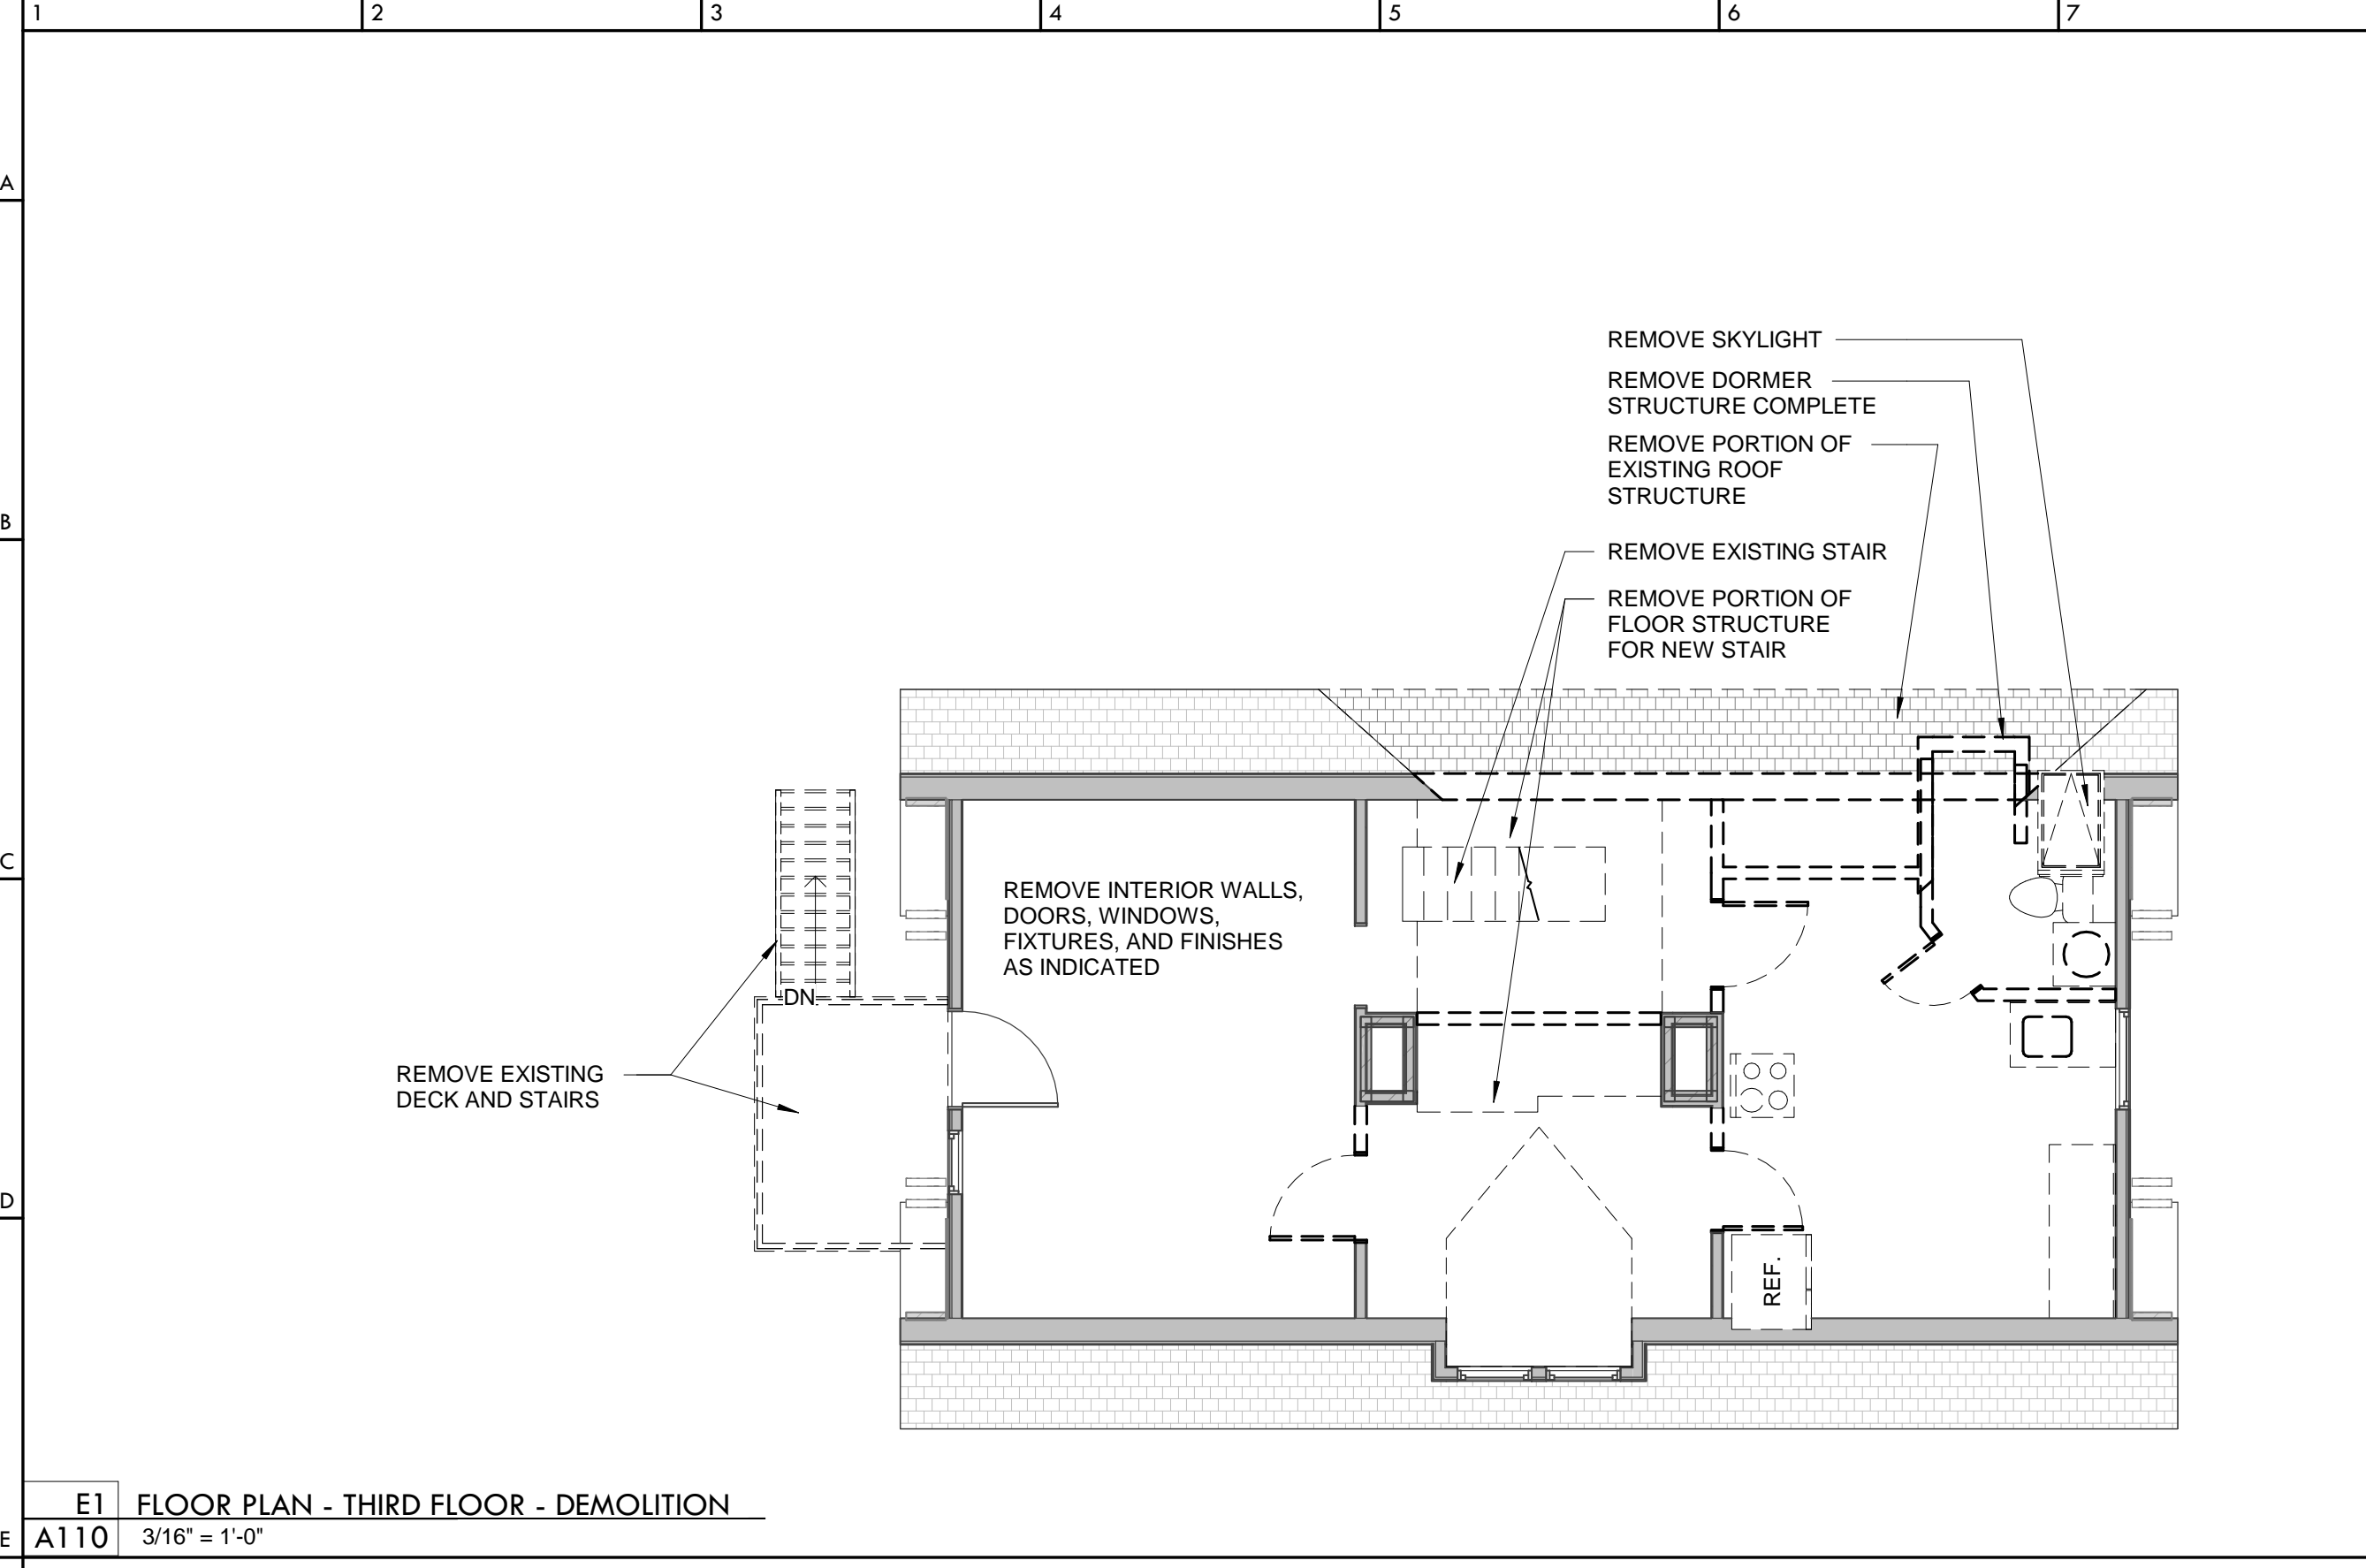 1 2 3 4 5 6 7
A
B
C
D
E
REMOVE SKYLIGHT
REMOVE DORMER
STRUCTURE COMPLETE
REMOVE PORTION OF
EXISTING ROOF
STRUCTURE
REMOVE EXISTING STAIR
REMOVE PORTION OF
FLOOR STRUCTURE
FOR NEW STAIR
REMOVE INTERIOR WALLS,
DOORS, WINDOWS,
FIXTURES, AND FINISHES
AS INDICATED
DN
REMOVE EXISTING
DECK AND STAIRS
REF.
E1 FLOOR PLAN - THIRD FLOOR - DEMOLITION
A110 3/16" = 1'-0"